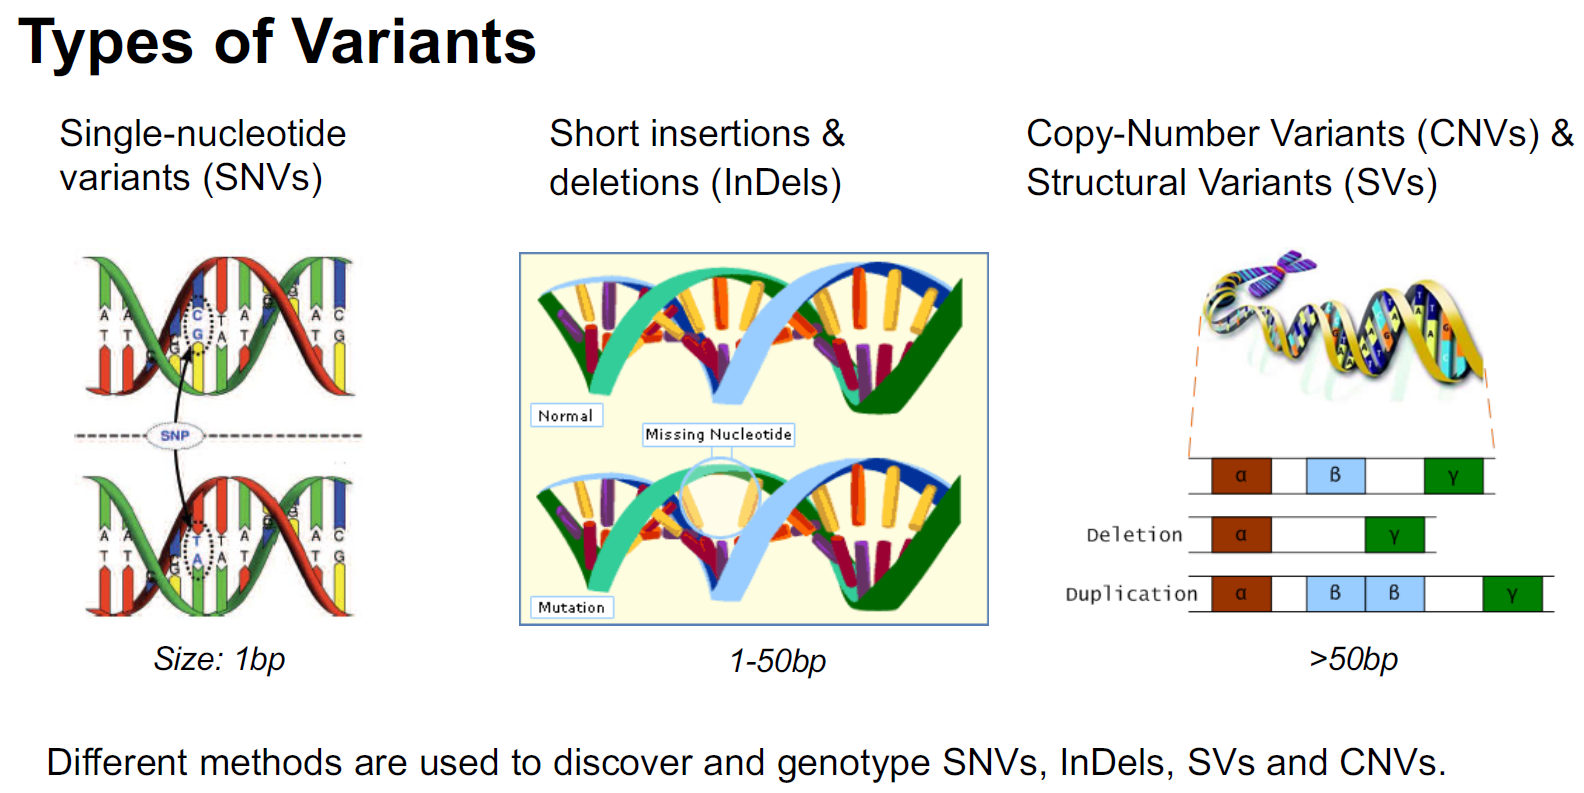 Types of Variants
Single-nucleotide
variants (SNVs)
Short insertions &
deletions (InDels)
Copy-Number Variants (CNVs) &
Structural Variants (SVs)
C
G
A
A
T
A
A
C
T
T
G
A
T
T
G
SNP
T
A
A
A
T
A
A
C
T
T
G
A
T
T
G
Normal
Missing Nucleotide
Mutation
α β γ
Deletion α γ
Duplication α β β γ
Size: 1bp
1-50bp
>50bp
Different methods are used to discover and genotype SNVs, InDels, SVs and CNVs.